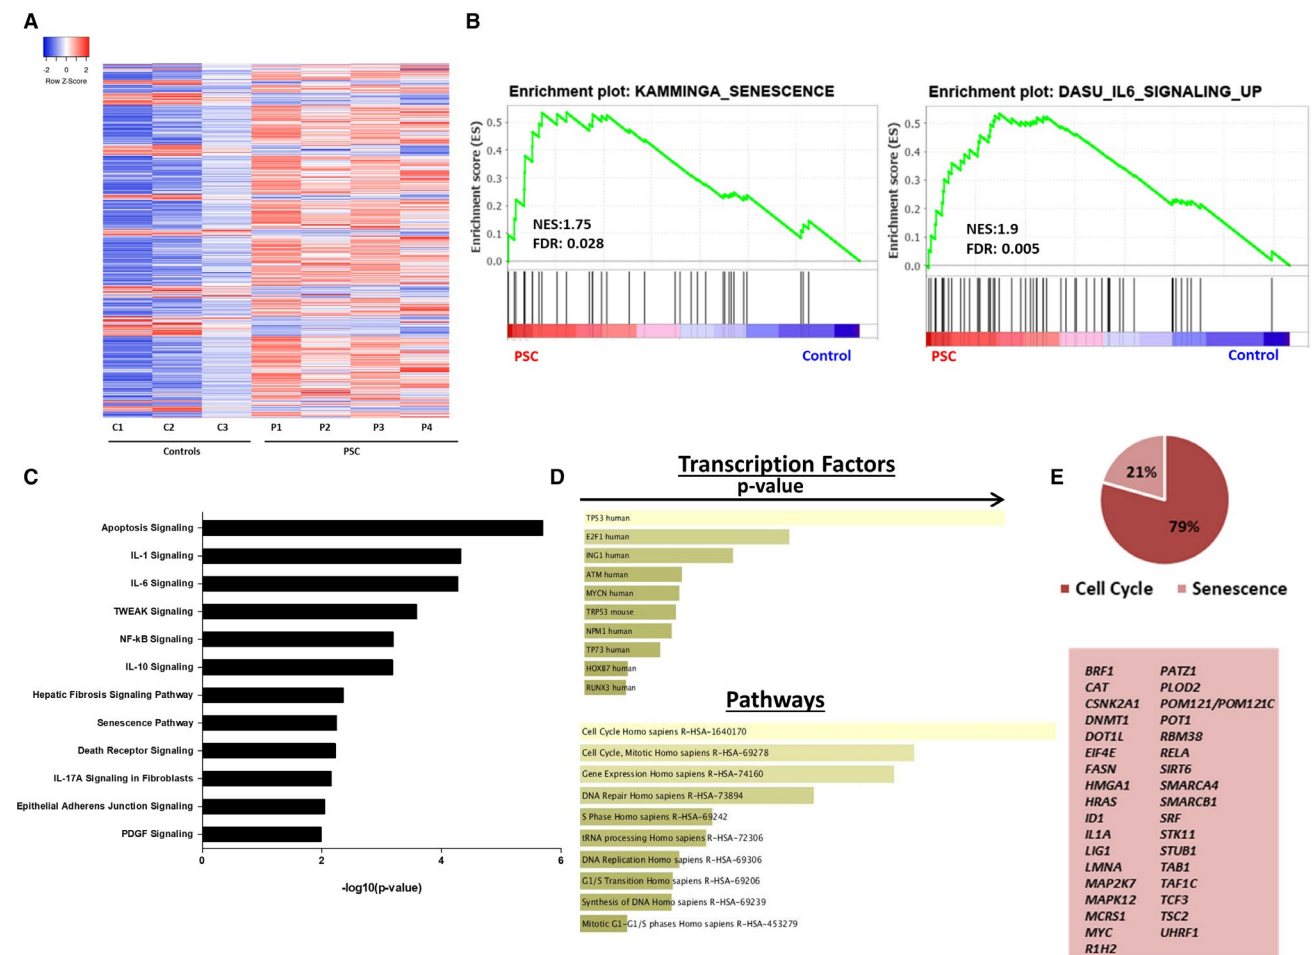 A
-2 0 2
Row Z-Score
C1 C2 C3 P1 P2 P3 P4
Controls PSC
B
Enrichment plot: KAMMINGA_SENESCENCE
Enrichment score (ES)
0.5
0.4
0.3
0.2
0.1
0.0
NES:1.75
FDR: 0.028
PSC Control
Enrichment plot: DASU_IL6_SIGNALING_UP
Enrichment score (ES)
0.5
0.4
0.3
0.2
0.1
0.0
NES:1.9
FDR: 0.005
PSC Control
C
Apoptosis Signaling
IL-1 Signaling
IL-6 Signaling
TWEAK Signaling
NF-kB Signaling
IL-10 Signaling
Hepatic Fibrosis Signaling Pathway
Senescence Pathway
Death Receptor Signaling
IL-17A Signaling in Fibroblasts
Epithelial Adherens Junction Signaling
PDGF Signaling
0 2 4 6
-log10(p-value)
D
Transcription Factors
p-value
TP53 human
E2F1 human
ING1 human
ATM human
MYCN human
TRP53 mouse
NPM1 human
TP73 human
HOXB7 human
RUNX3 human
Pathways
Cell Cycle Homo sapiens R-HSA-1640170
Cell Cycle, Mitotic Homo sapiens R-HSA-69278
Gene Expression Homo sapiens R-HSA-74160
DNA Repair Homo sapiens R-HSA-73894
S Phase Homo sapiens R-HSA-69242
tRNA processing Homo sapiens R-HSA-72306
DNA Replication Homo sapiens R-HSA-69306
G1/S Transition Homo sapiens R-HSA-69206
Synthesis of DNA Homo sapiens R-HSA-69239
Mitotic G1-G1/S phases Homo sapiens R-HSA-453279
E
21%
79%
Cell Cycle Senescence
BRF1 PATZ1
CAT PLOD2
CSNK2A1 POM121/POM121C
DNMT1 POT1
DOT1L RBM38
EIF4E RELA
FASN SIRT6
HMGA1 SMARCA4
HRAS SMARCB1
ID1 SRF
IL1A STK11
LIG1 STUB1
LMNA TAB1
MAP2K7 TAF1C
MAPK12 TCF3
MCRS1 TSC2
MYC UHRF1
R1H2